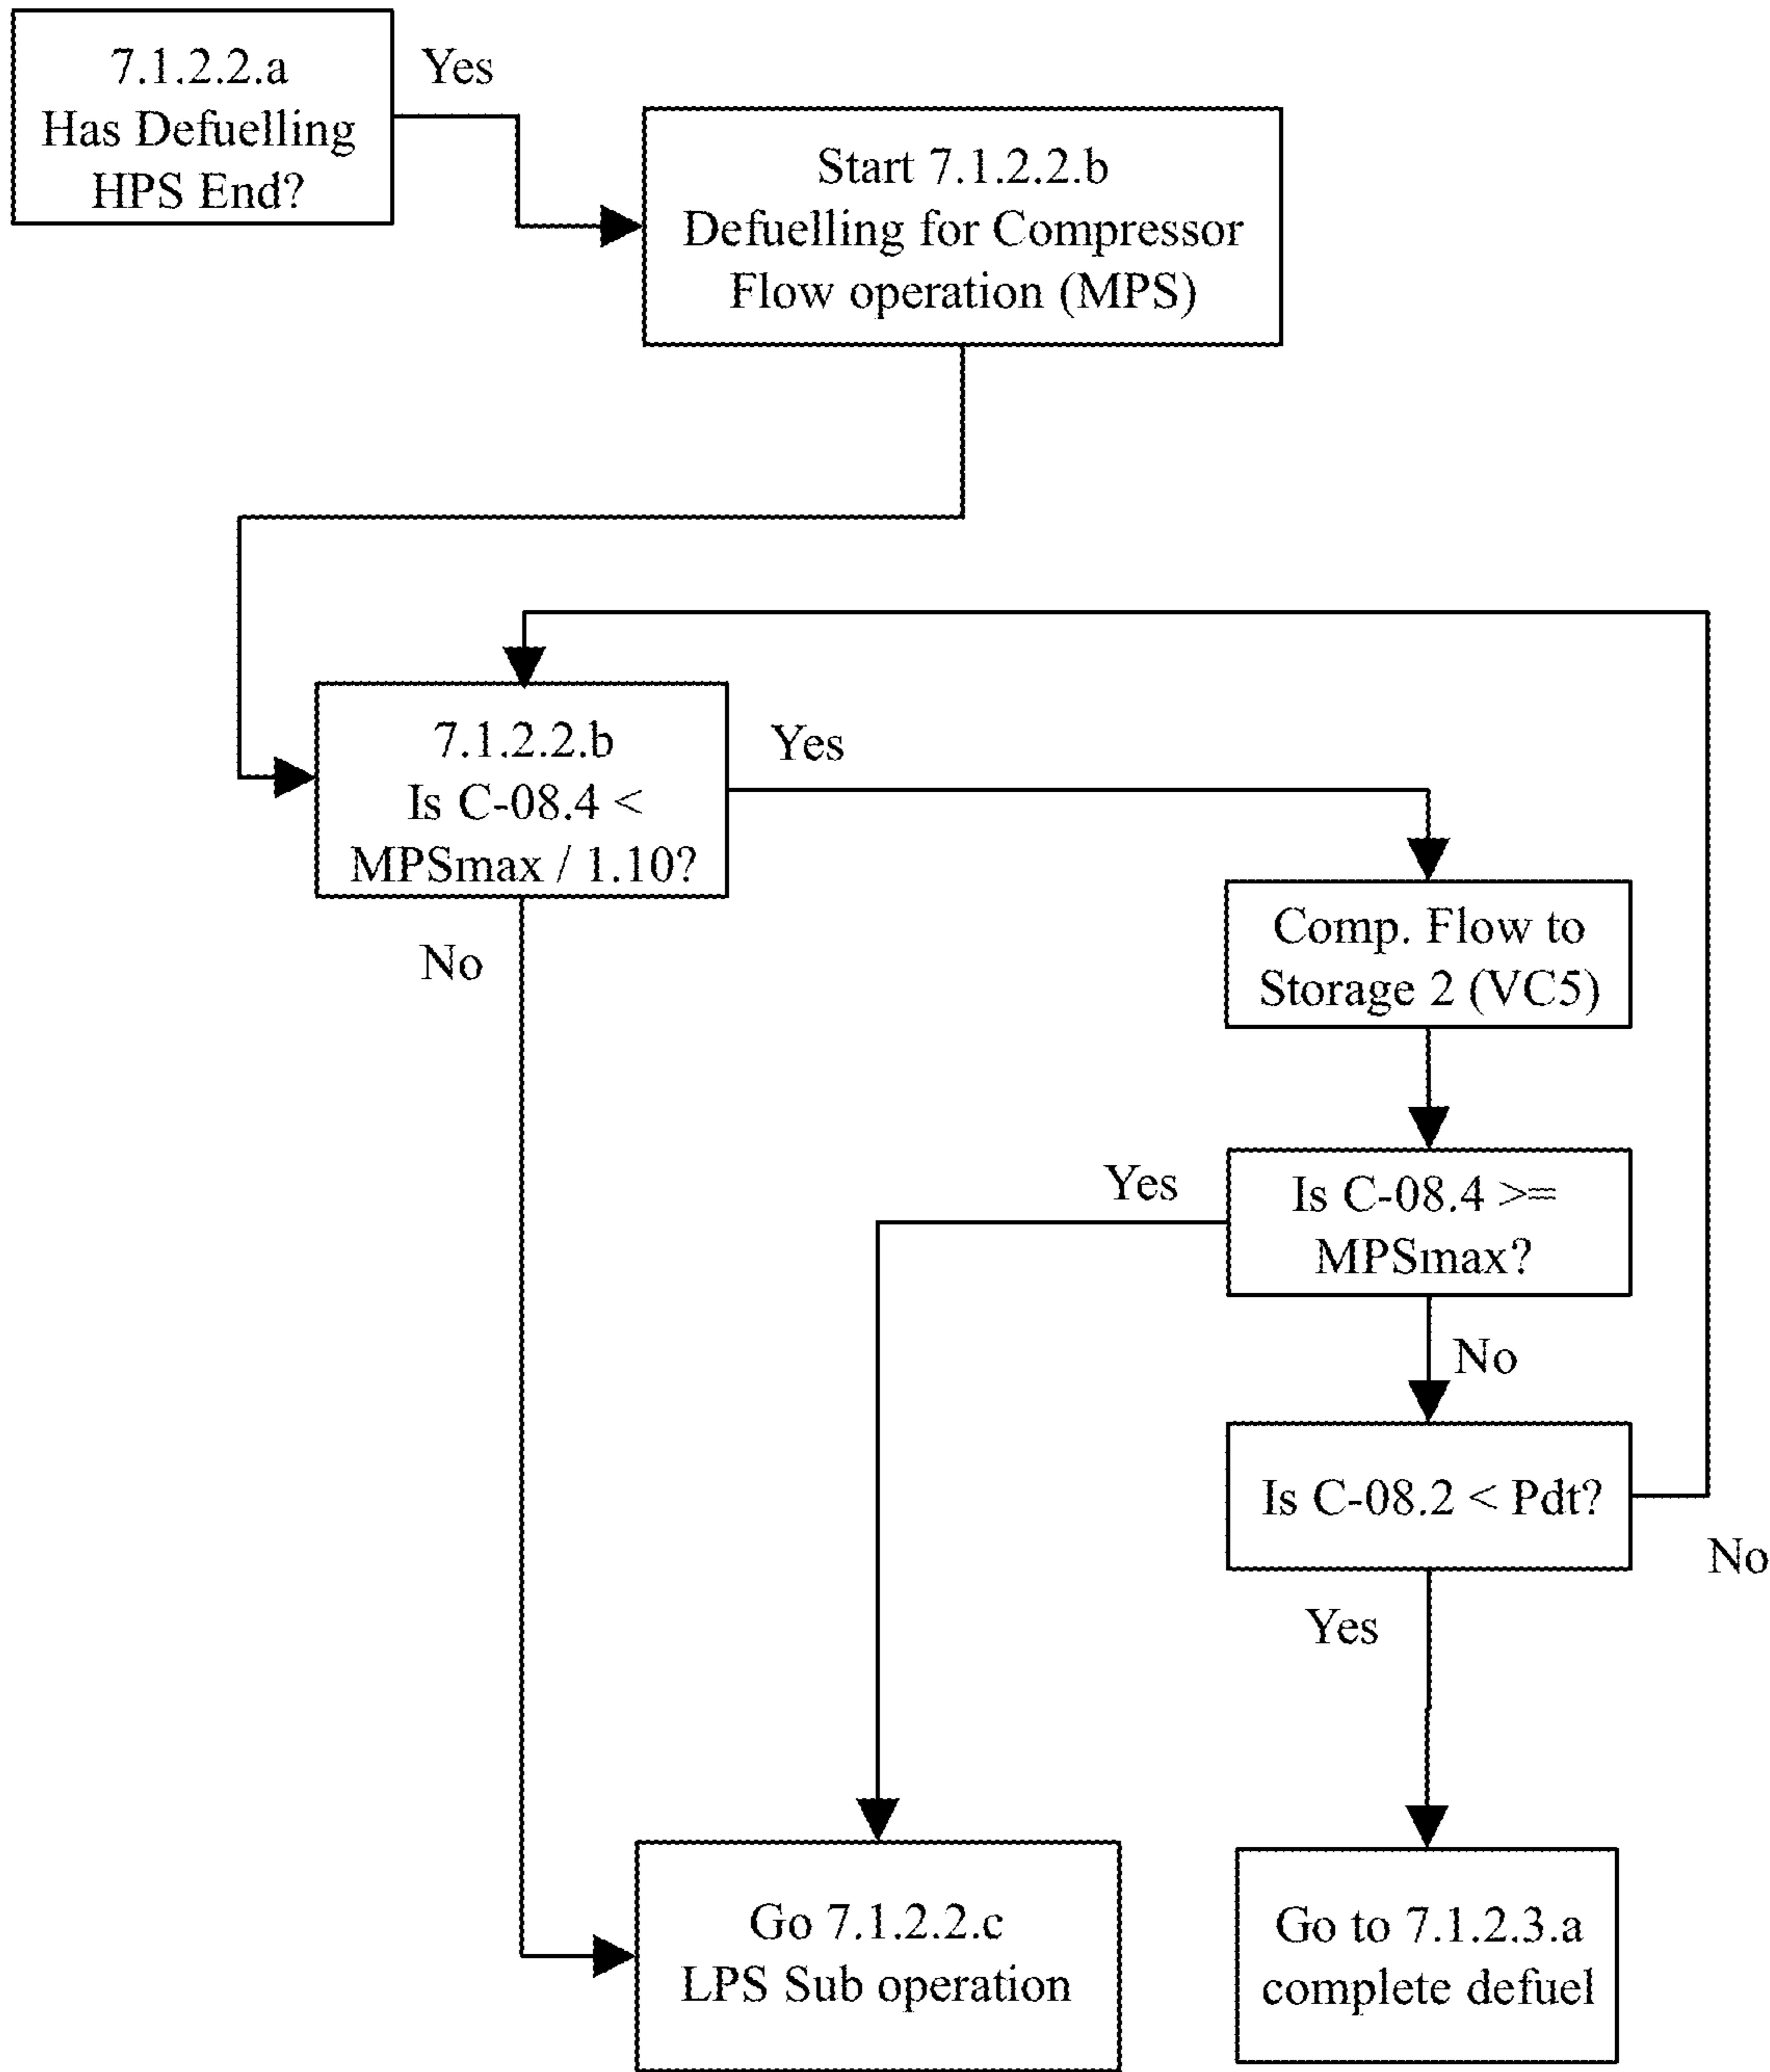 7.1.2.2.a
Has Defuelling
HPS End?
Yes
Start 7.1.2.2.b
Defuelling for Compressor
Flow operation (MPS)
7.1.2.2.b
Is C-08.4 <
MPSmax / 1.10?
Yes
No
Comp. Flow to
Storage 2 (VC5)
Yes
Is C-08.4 >=
MPSmax?
No
Is C-08.2 < Pdt?
No
Yes
Go 7.1.2.2.c
LPS Sub operation
Go to 7.1.2.3.a
complete defuel